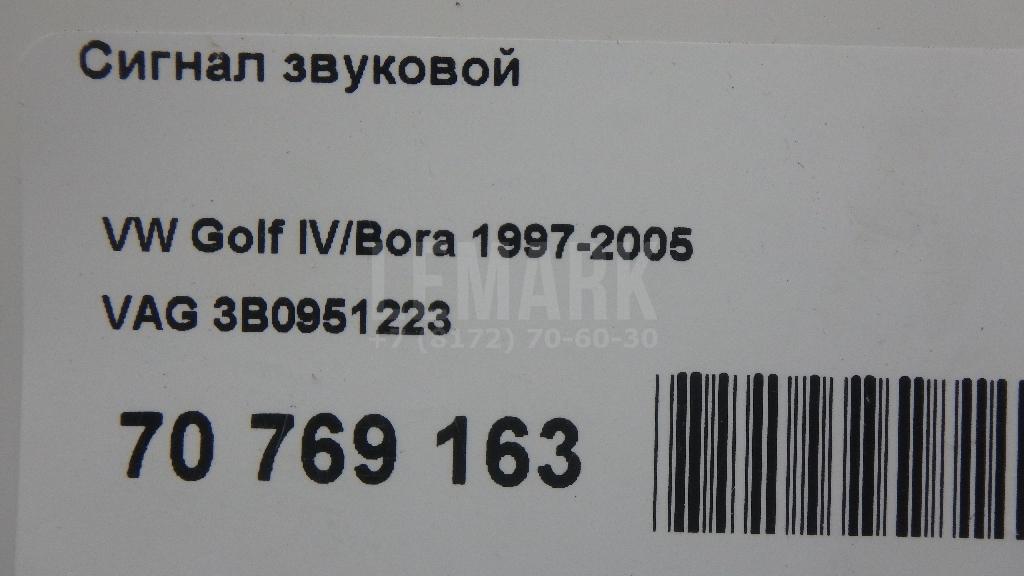 Сигнал звуковой
VW Golf IV/Bora 1997-2005
LEMARK
VAG 3B0951223
+7 (8172) 70-60-30
70 769 163